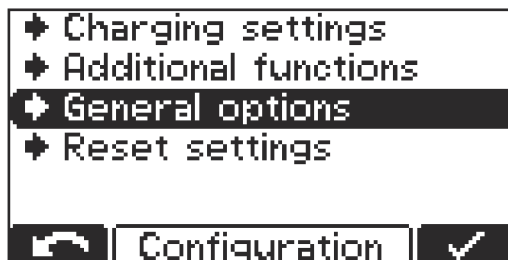 Charging settings
Additional functions
General options
Reset settings
Configuration